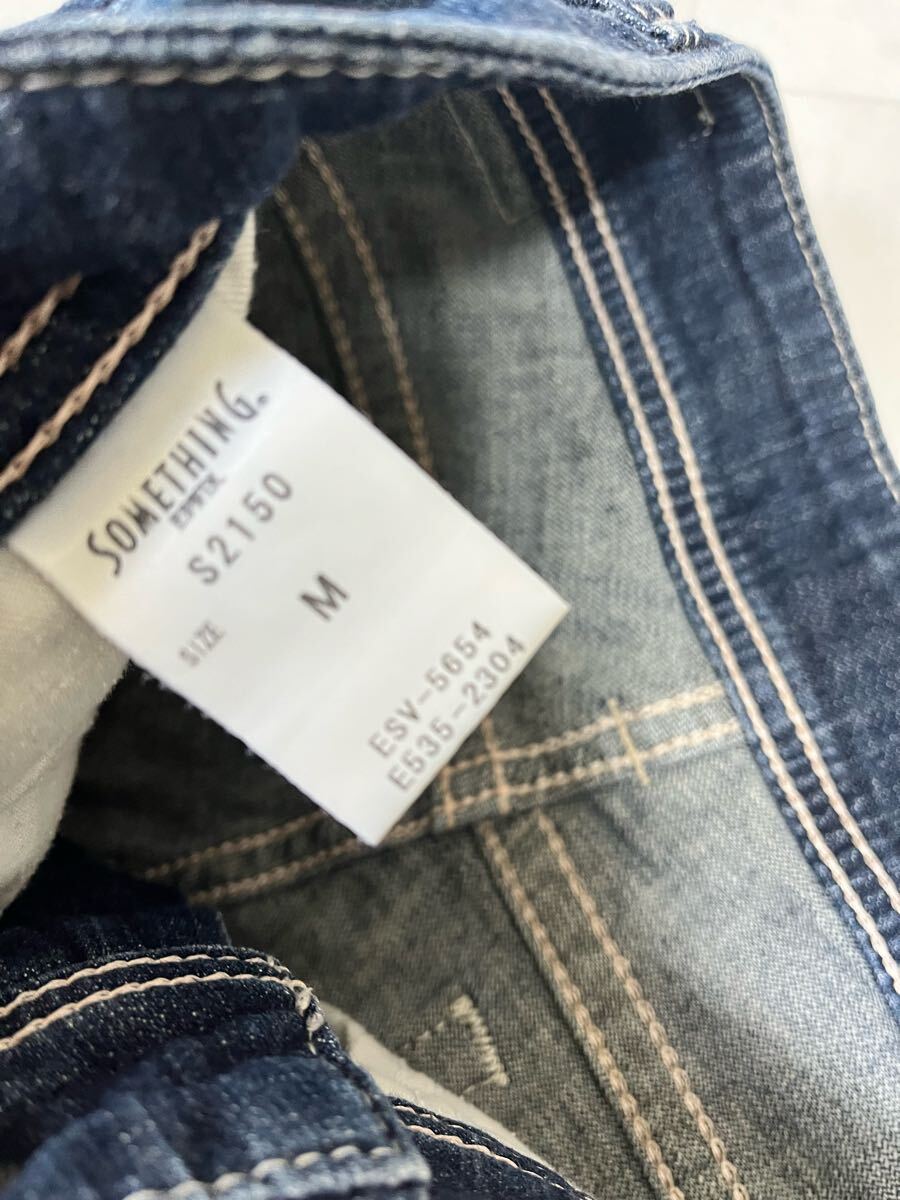 SOMETHING.
EDWIN.
S2150
SIZE M
ESV-5654
E535-2304